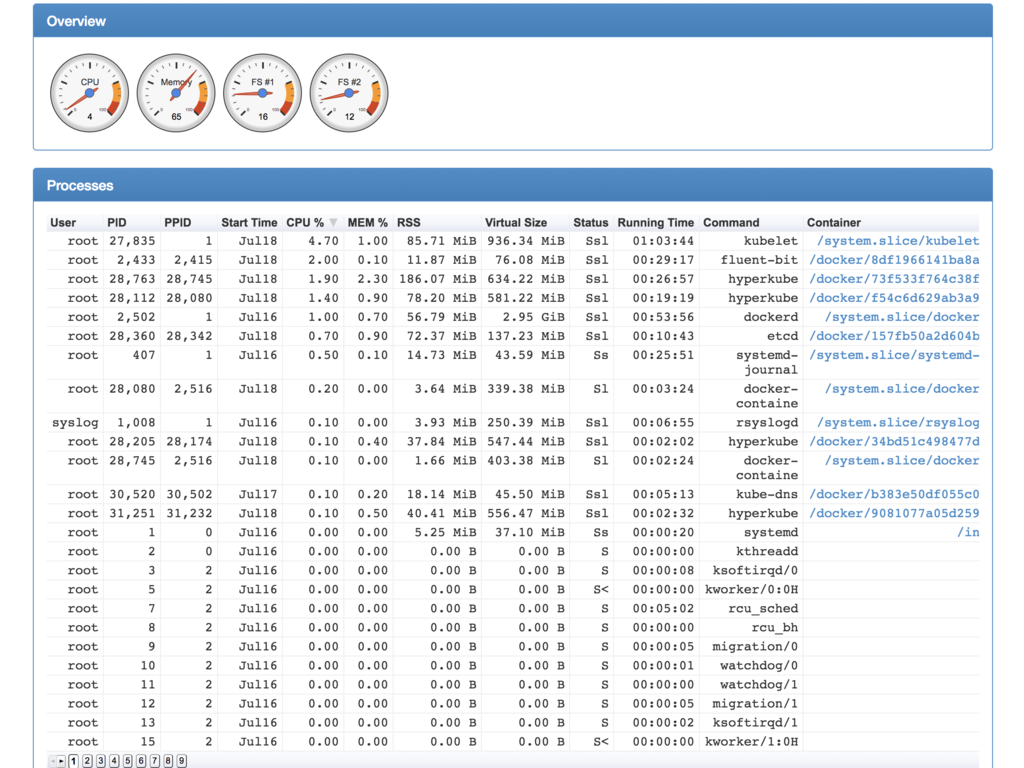 Overview
CPU Memory FS #1 FS #2
0 100 0 100 0 100 0 100
4 65 16 12
Processes
User PID PPID Start Time CPU % ▼ MEM % RSS Virtual Size Status Running Time Command Container
root 27,835 1 Jul18 4.70 1.00 85.71 MiB 936.34 MiB Ssl 01:03:44 kubelet /system.slice/kubelet
root 2,433 2,415 Jul18 2.00 0.10 11.87 MiB 76.08 MiB Ssl 00:29:17 fluent-bit /docker/8df1966141ba8a
root 28,763 28,745 Jul18 1.90 2.30 186.07 MiB 634.22 MiB Ssl 00:26:57 hyperkube /docker/73f533f764c38f
root 28,112 28,080 Jul18 1.40 0.90 78.20 MiB 581.22 MiB Ssl 00:19:19 hyperkube /docker/f54c6d629ab3a9
root 2,502 1 Jul16 1.00 0.70 56.79 MiB 2.95 GiB Ssl 00:53:56 dockerd /system.slice/docker
root 28,360 28,342 Jul18 0.70 0.90 72.37 MiB 137.23 MiB Ssl 00:10:43 etcd /docker/157fb50a2d604b
root 407 1 Jul16 0.50 0.10 14.73 MiB 43.59 MiB Ss 00:25:51 systemd- /system.slice/systemd-
journal
root 28,080 2,516 Jul18 0.20 0.00 3.64 MiB 339.38 MiB Sl 00:03:24 docker- /system.slice/docker
containe
syslog 1,008 1 Jul16 0.10 0.00 3.93 MiB 250.39 MiB Ssl 00:06:55 rsyslogd /system.slice/rsyslog
root 28,205 28,174 Jul18 0.10 0.40 37.84 MiB 547.44 MiB Ssl 00:02:02 hyperkube /docker/34bd51c498477d
root 28,745 2,516 Jul18 0.10 0.00 1.66 MiB 403.38 MiB Sl 00:02:24 docker- /system.slice/docker
containe
root 30,520 30,502 Jul17 0.10 0.20 18.14 MiB 45.50 MiB Ssl 00:05:13 kube-dns /docker/b383e50df055c0
root 31,251 31,232 Jul18 0.10 0.50 40.41 MiB 556.47 MiB Ssl 00:02:32 hyperkube /docker/9081077a05d259
root 1 0 Jul16 0.00 0.00 5.25 MiB 37.10 MiB Ss 00:00:20 systemd /in
root 2 0 Jul16 0.00 0.00 0.00 B 0.00 B S 00:00:00 kthreadd
root 3 2 Jul16 0.00 0.00 0.00 B 0.00 B S 00:00:08 ksoftirqd/0
root 5 2 Jul16 0.00 0.00 0.00 B 0.00 B S< 00:00:00 kworker/0:0H
root 7 2 Jul16 0.00 0.00 0.00 B 0.00 B S 00:05:02 rcu_sched
root 8 2 Jul16 0.00 0.00 0.00 B 0.00 B S 00:00:00 rcu_bh
root 9 2 Jul16 0.00 0.00 0.00 B 0.00 B S 00:00:05 migration/0
root 10 2 Jul16 0.00 0.00 0.00 B 0.00 B S 00:00:01 watchdog/0
root 11 2 Jul16 0.00 0.00 0.00 B 0.00 B S 00:00:00 watchdog/1
root 12 2 Jul16 0.00 0.00 0.00 B 0.00 B S 00:00:05 migration/1
root 13 2 Jul16 0.00 0.00 0.00 B 0.00 B S 00:00:02 ksoftirqd/1
root 15 2 Jul16 0.00 0.00 0.00 B 0.00 B S< 00:00:00 kworker/1:0H
1 2 3 4 5 6 7 8 9